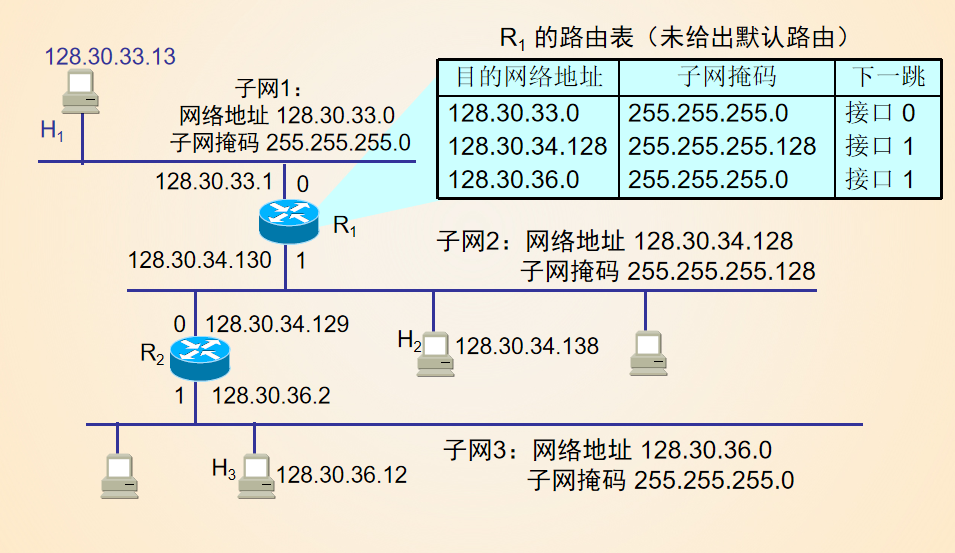 R1 的路由表（未给出默认路由）
目的网络地址 子网掩码 下一跳
128.30.33.0 255.255.255.0 接口 0
128.30.34.128 255.255.255.128 接口 1
128.30.36.0 255.255.255.0 接口 1
128.30.33.13
H1
子网1：
网络地址 128.30.33.0
子网掩码 255.255.255.0
128.30.33.1 0
R1
128.30.34.130 1
子网2：网络地址 128.30.34.128
子网掩码 255.255.255.128
0 128.30.34.129
R2
H2 128.30.34.138
1 128.30.36.2
子网3：网络地址 128.30.36.0
子网掩码 255.255.255.0
H3 128.30.36.12